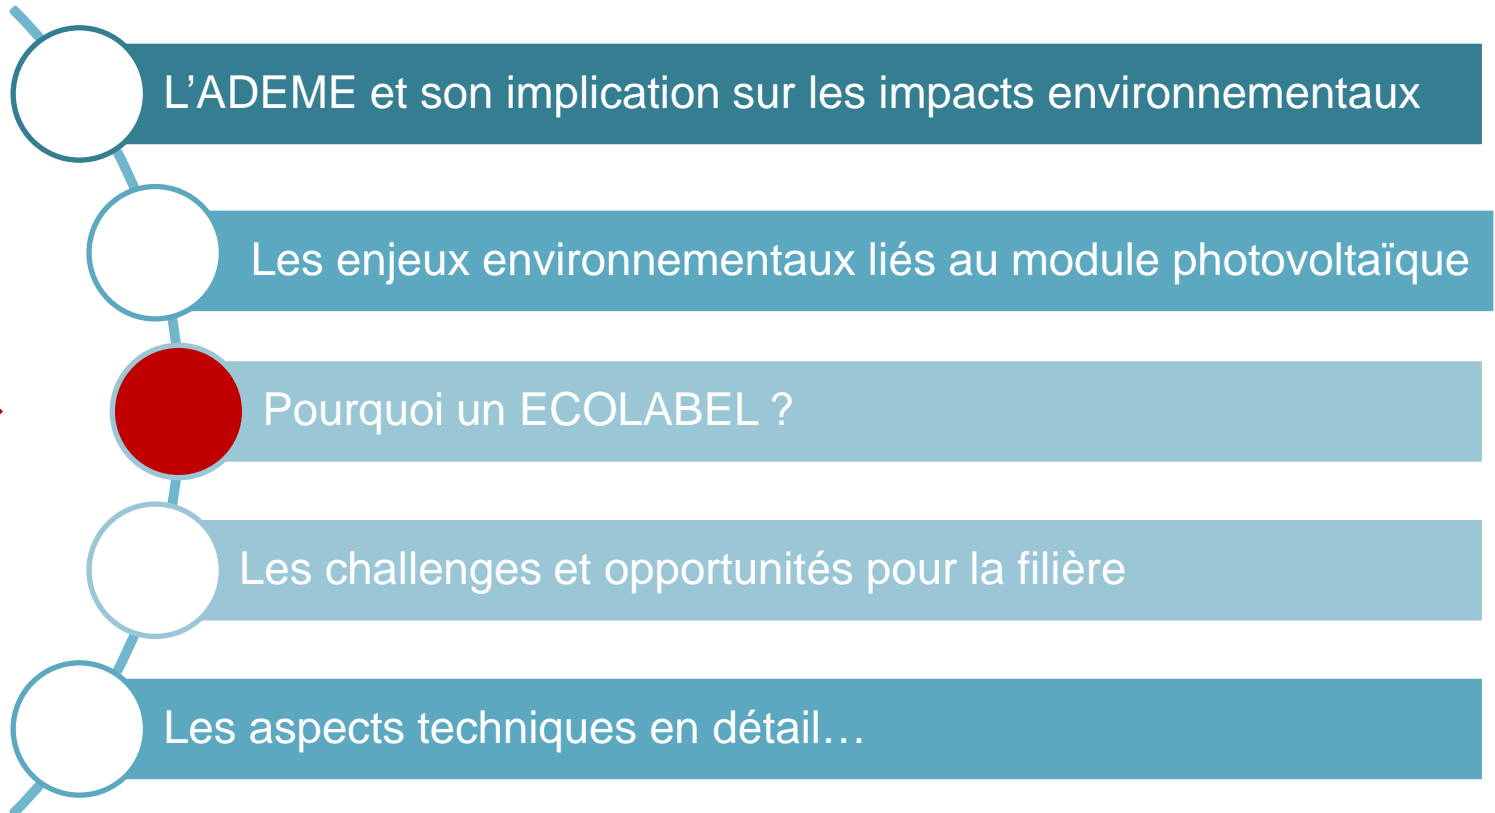 L’ADEME et son implication sur les impacts environnementaux
Les enjeux environnementaux liés au module photovoltaïque
Pourquoi un ECOLABEL ?
Les challenges et opportunités pour la filière
Les aspects techniques en détail…